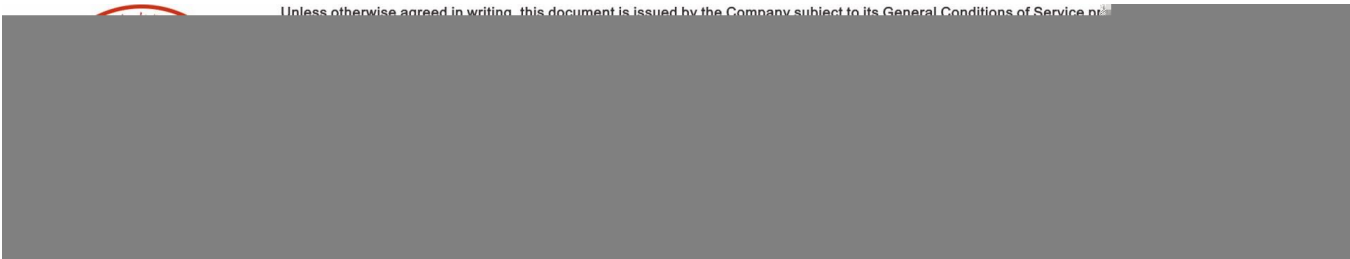 Unless otherwise agreed in writing, this document is issued by the Company subject to its General Conditions of Service